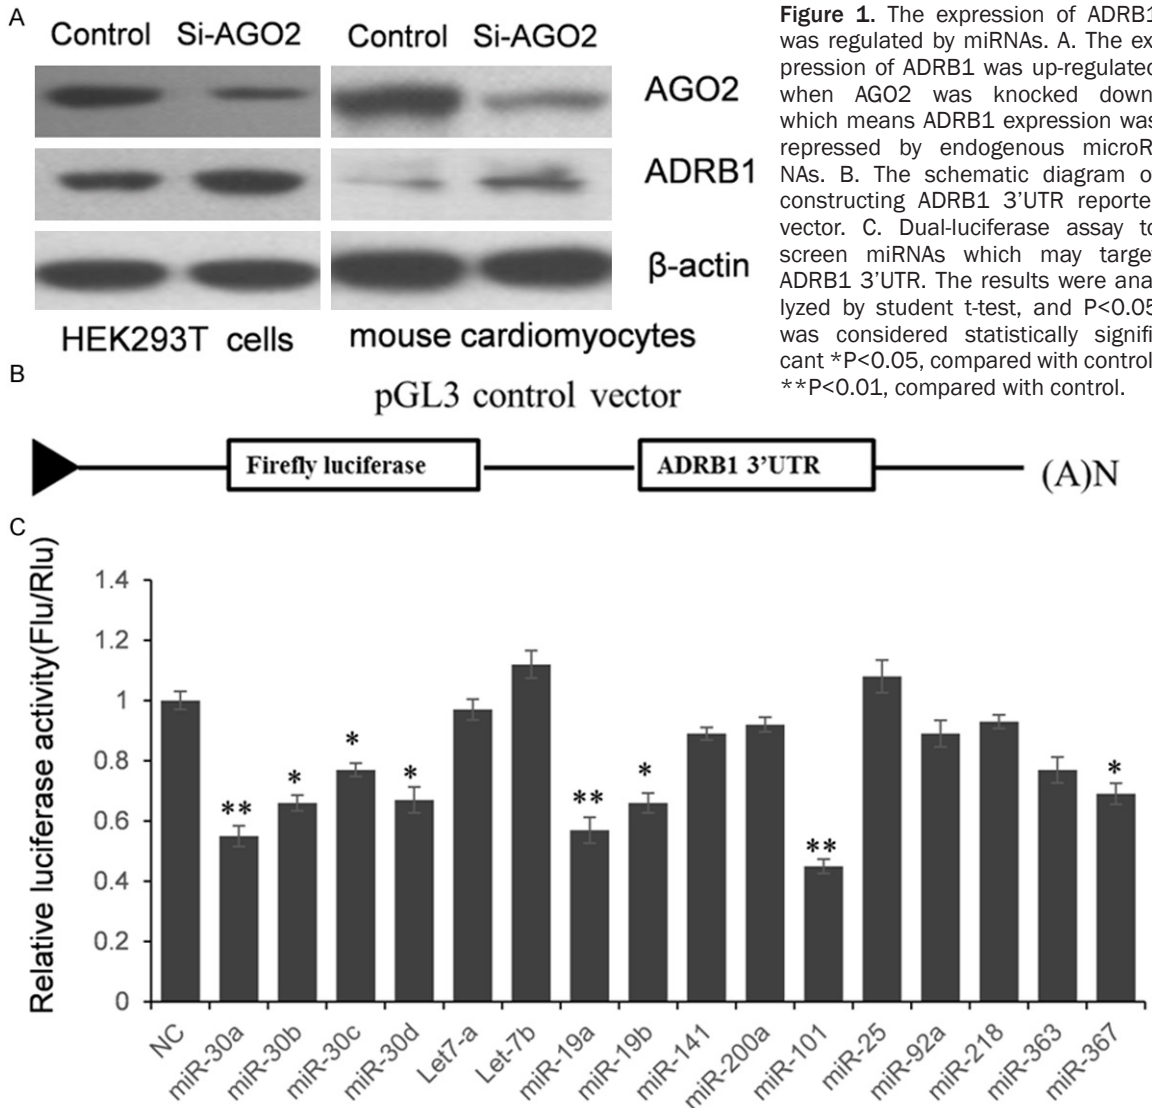 A
Control Si-AGO2 Control Si-AGO2
AGO2
ADRB1
β-actin
HEK293T cells mouse cardiomyocytes
Figure 1. The expression of ADRB1
was regulated by miRNAs. A. The ex
pression of ADRB1 was up-regulated
when AGO2 was knocked down
which means ADRB1 expression was
repressed by endogenous microR
NAs. B. The schematic diagram o
constructing ADRB1 3'UTR reporte
vector. C. Dual-luciferase assay to
screen miRNAs which may target
ADRB1 3'UTR. The results were ana
lyzed by student t-test, and P<0.05
was considered statistically signifi
cant *P<0.05, compared with control
**P<0.01, compared with control.
B
pGL3 control vector
Firefly luciferase ADRB1 3'UTR (A)N
C
Relative luciferase activity(Flu/Rlu)
1.4
1.2
1
0.8
0.6
0.4
0.2
0
** * * * ** * ** *
NC miR-30a miR-30b miR-30c miR-30d Let7-a Let-7b miR-19a miR-19b miR-141 miR-200a miR-101 miR-25 miR-92a miR-218 miR-363 miR-367